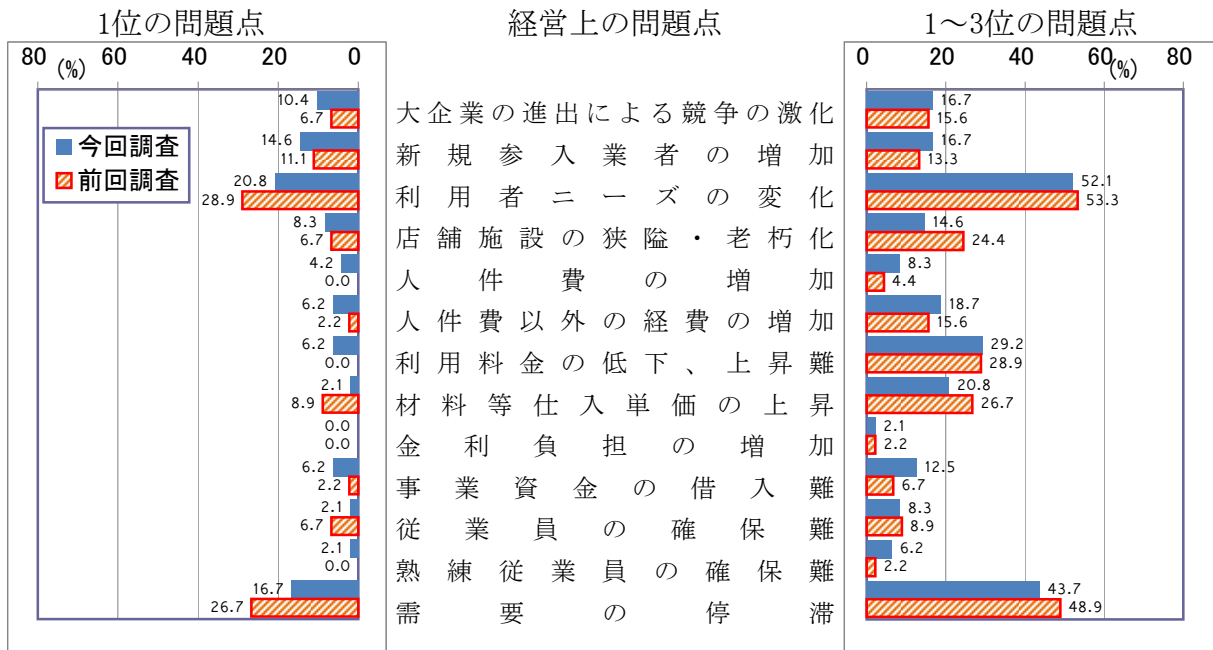 1位の問題点 経営上の問題点 1～3位の問題点
80 60 40 20 0 0 20 40 60 80
(%) (%)
今回調査
前回調査
10.4 大企業の進出による競争の激化 16.7
6.7 15.6
14.6 新規参入業者の増加 16.7
11.1 13.3
20.8 利用者ニーズの変化 52.1
28.9 53.3
8.3 店舗施設の狭隘・老朽化 14.6
6.7 24.4
4.2 人件費の増加 8.3
0.0 4.4
6.2 人件費以外の経費の増加 18.7
2.2 15.6
6.2 利用料金の低下、上昇難 29.2
0.0 28.9
2.1 材料等仕入単価の上昇 20.8
8.9 26.7
0.0 金利負担の増加 2.1
0.0 2.2
6.2 事業資金の借入難 12.5
2.2 6.7
2.1 従業員の確保難 8.3
6.7 8.9
2.1 熟練従業員の確保難 6.2
0.0 2.2
16.7 需要の停滞 43.7
26.7 48.9